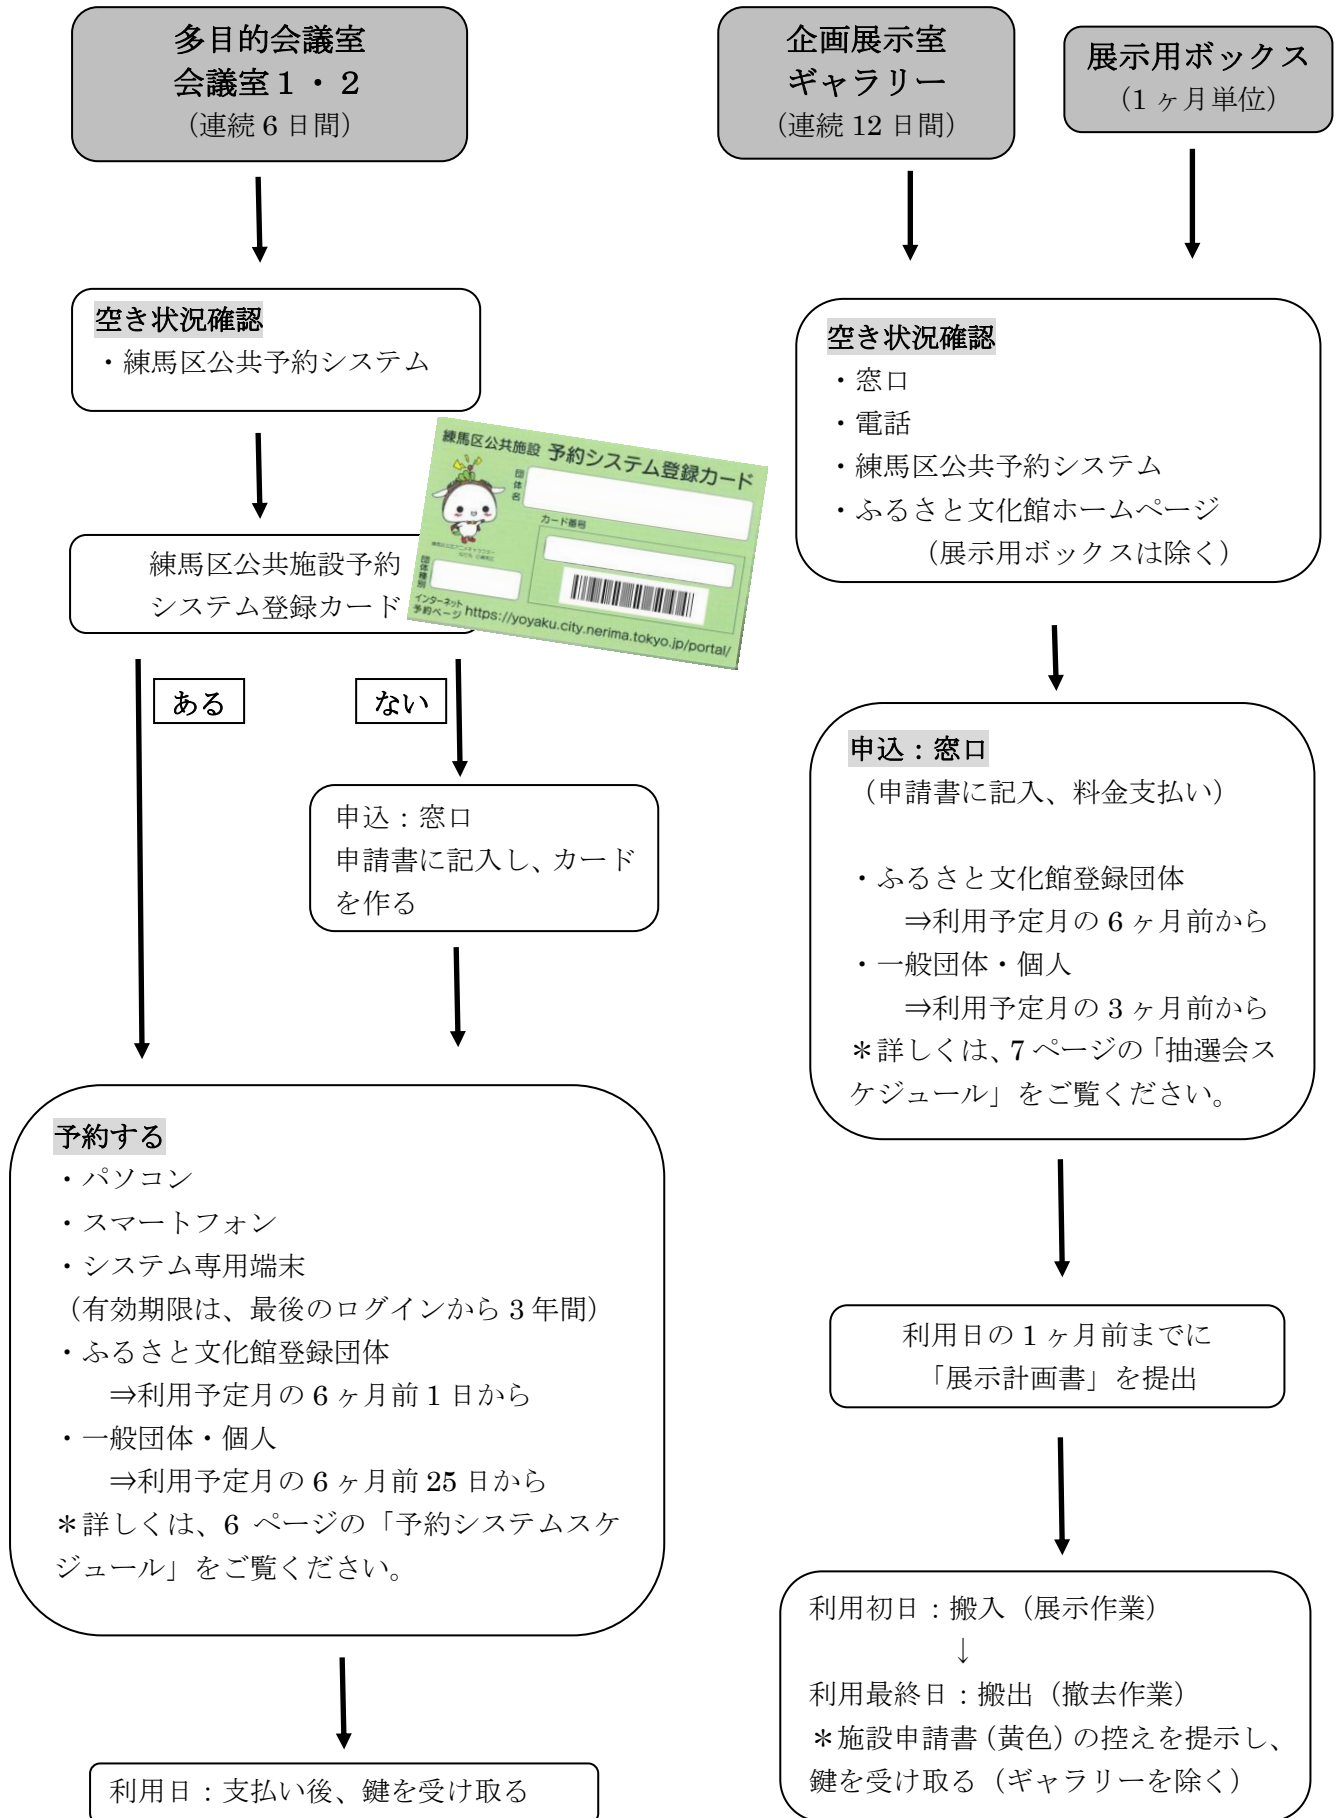 多目的会議室
会議室１・２
（連続 6 日間）
空き状況確認
・練馬区公共予約システム
練馬区公共施設予約
システム登録カード
練馬区公共施設 予約システム登録カード
団体名
カード番号
団体種別
インターネット
予約ページ https://yoyaku.city.nerima.tokyo.jp/portal/
ある
ない
申込：窓口
申請書に記入し、カード
を作る
予約する
・パソコン
・スマートフォン
・システム専用端末
（有効期限は、最後のログインから 3 年間）
・ふるさと文化館登録団体
⇒利用予定月の 6 ヶ月前 1 日から
・一般団体・個人
⇒利用予定月の 6 ヶ月前 25 日から
＊詳しくは、6 ページの「予約システムスケ
ジュール」をご覧ください。
利用日：支払い後、鍵を受け取る
企画展示室
ギャラリー
（連続 12 日間）
展示用ボックス
（1 ヶ月単位）
空き状況確認
・窓口
・電話
・練馬区公共予約システム
・ふるさと文化館ホームページ
（展示用ボックスは除く）
申込：窓口
（申請書に記入、料金支払い）
・ふるさと文化館登録団体
⇒利用予定月の 6 ヶ月前から
・一般団体・個人
⇒利用予定月の 3 ヶ月前から
＊詳しくは、7 ページの「抽選会ス
ケジュール」をご覧ください。
利用日の 1 ヶ月前までに
「展示計画書」を提出
利用初日：搬入（展示作業）
↓
利用最終日：搬出（撤去作業）
＊施設申請書（黄色）の控えを提示し、
鍵を受け取る（ギャラリーを除く）